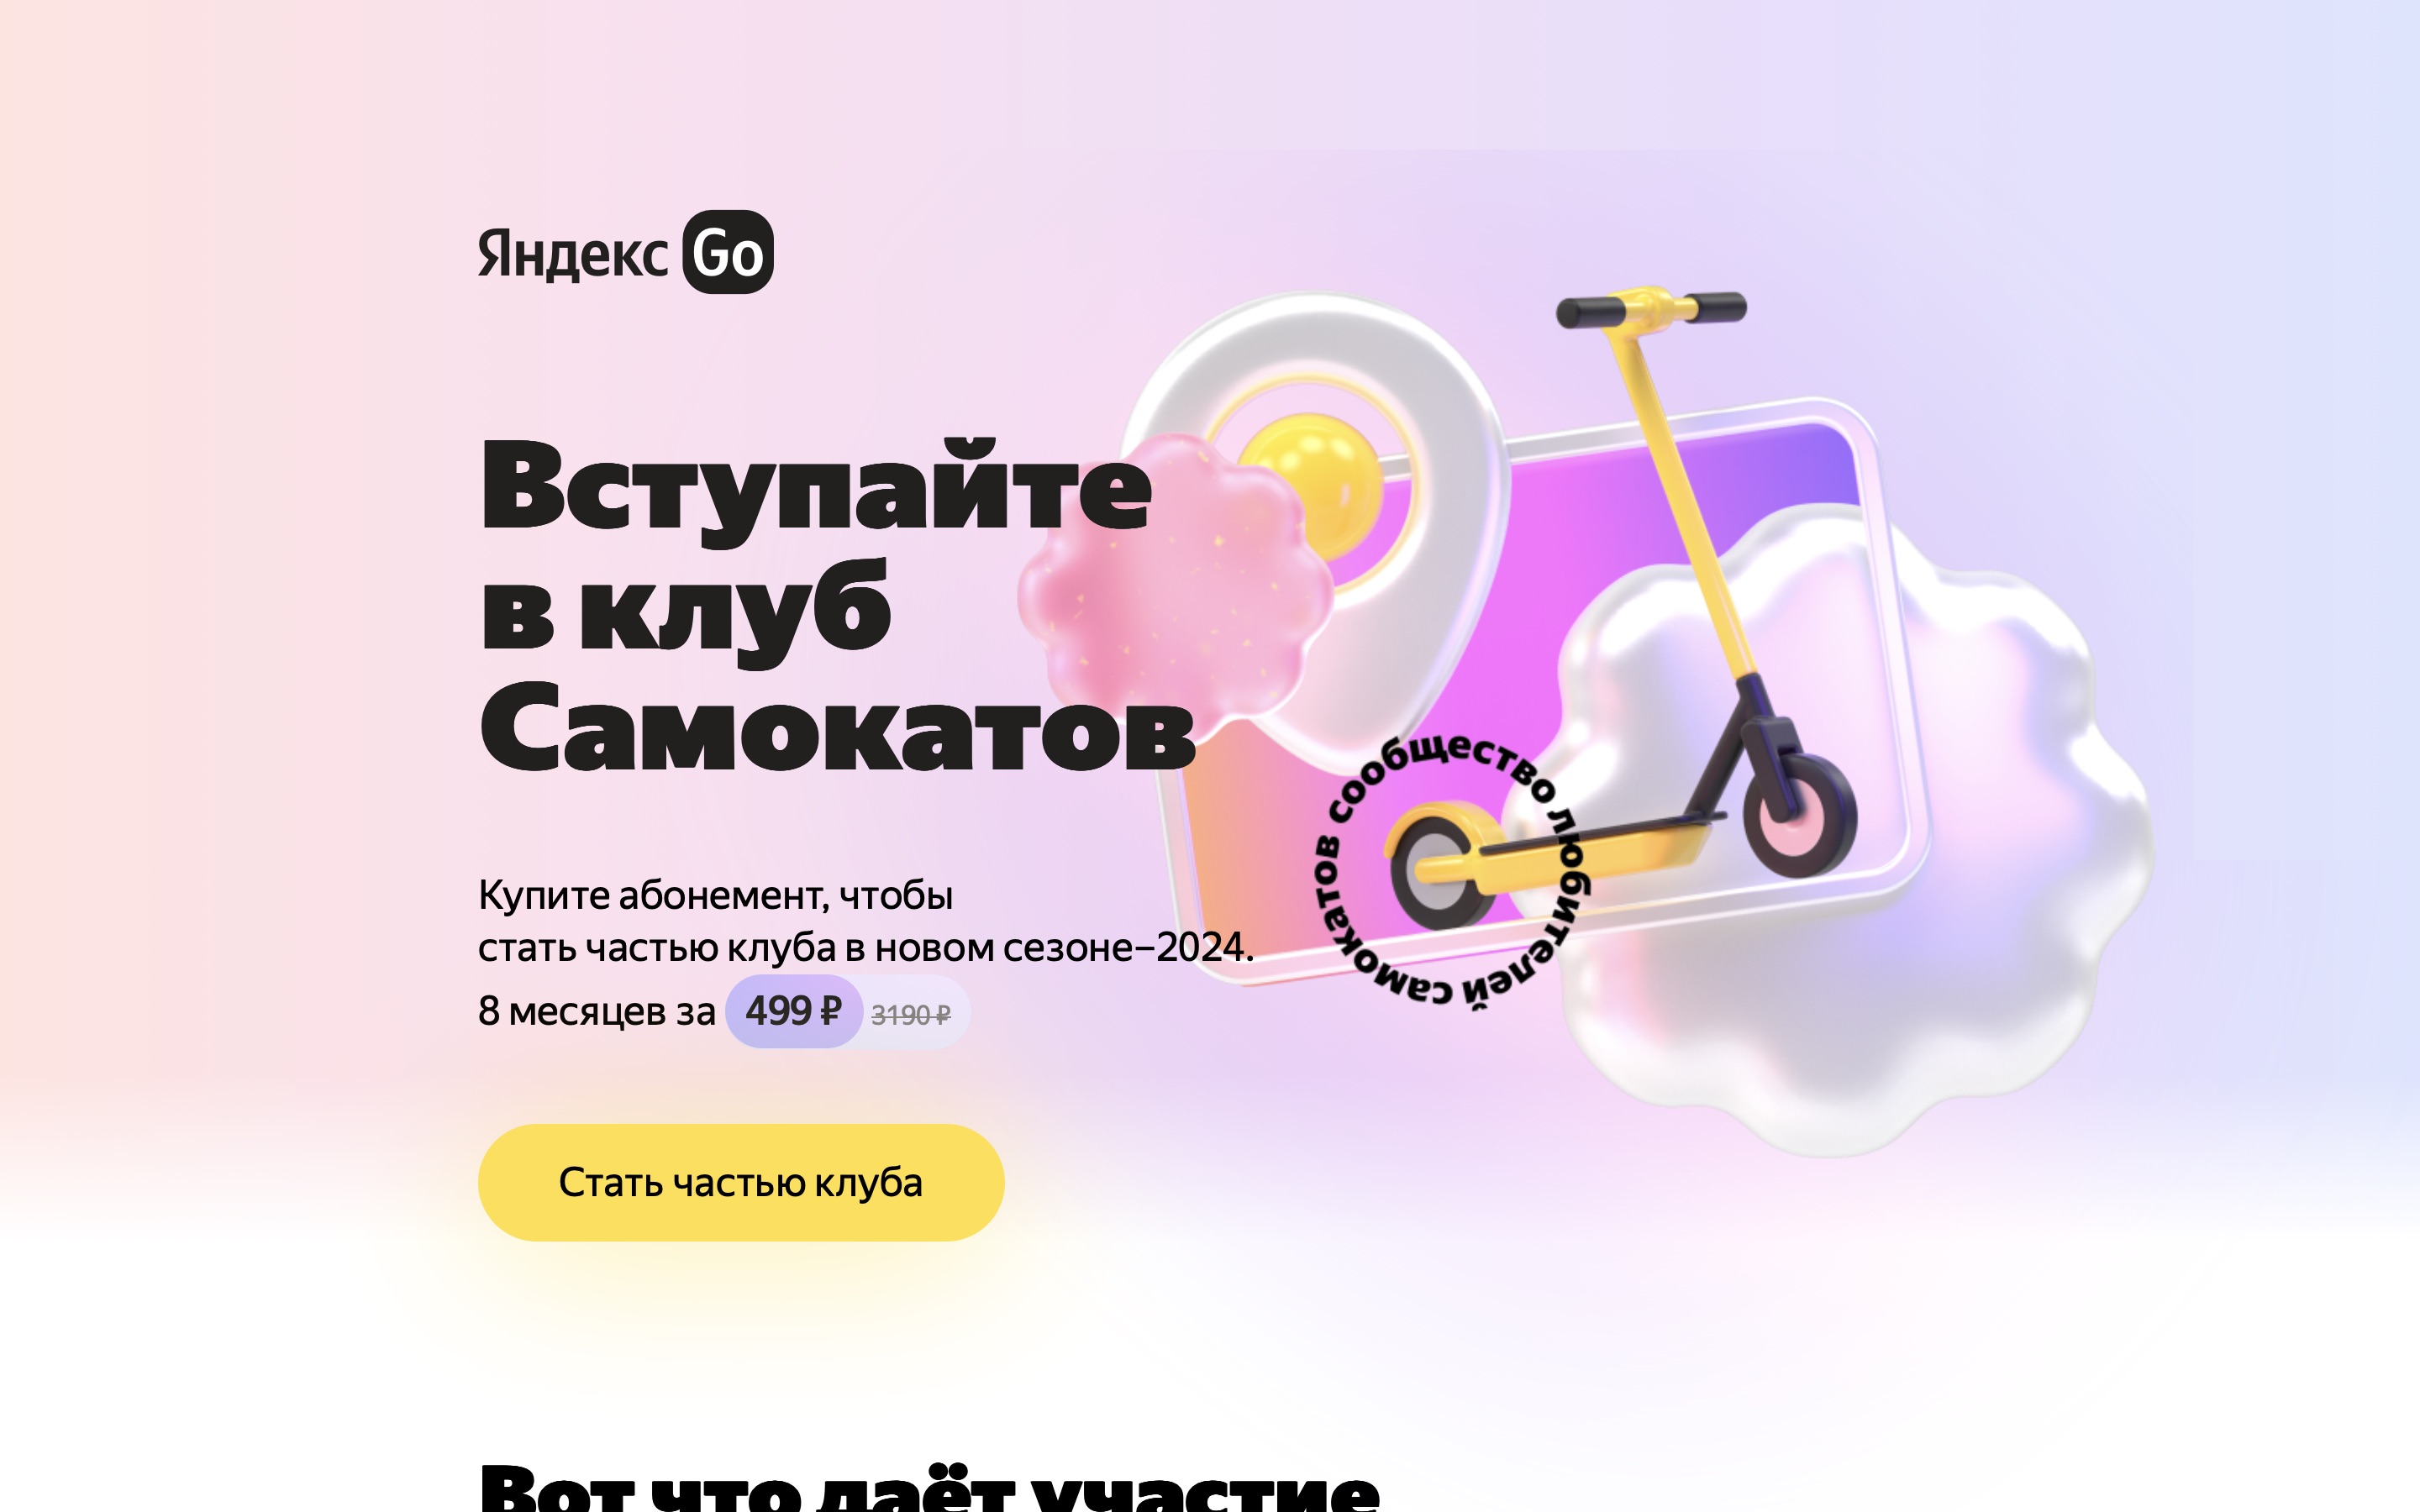 Яндекс Go
Вступайте
в клуб
Самокатов
Купите абонемент, чтобы
стать частью клуба в новом сезоне–2024.
8 месяцев за 499 ₽ 3190 ₽
сообщество любителей самокатов
Стать частью клуба
Вот что даёт участие